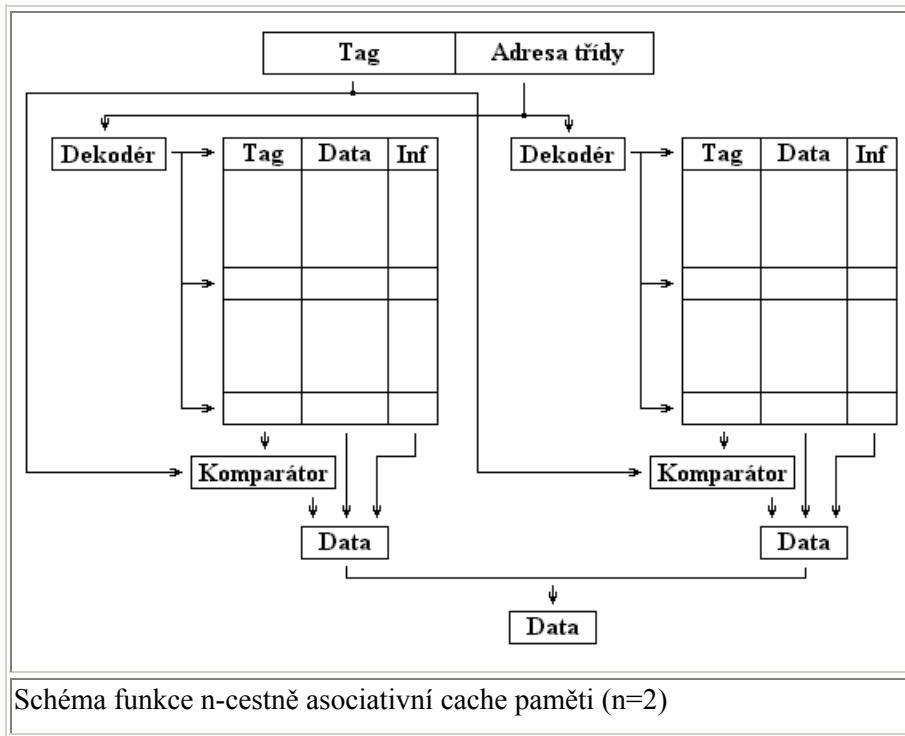 Tag Adresa třídy
Dekodér Tag Data Inf Dekodér Tag Data Inf
Komparátor Komparátor
Data Data
Data
Schéma funkce n-cestně asociativní cache paměti (n=2)